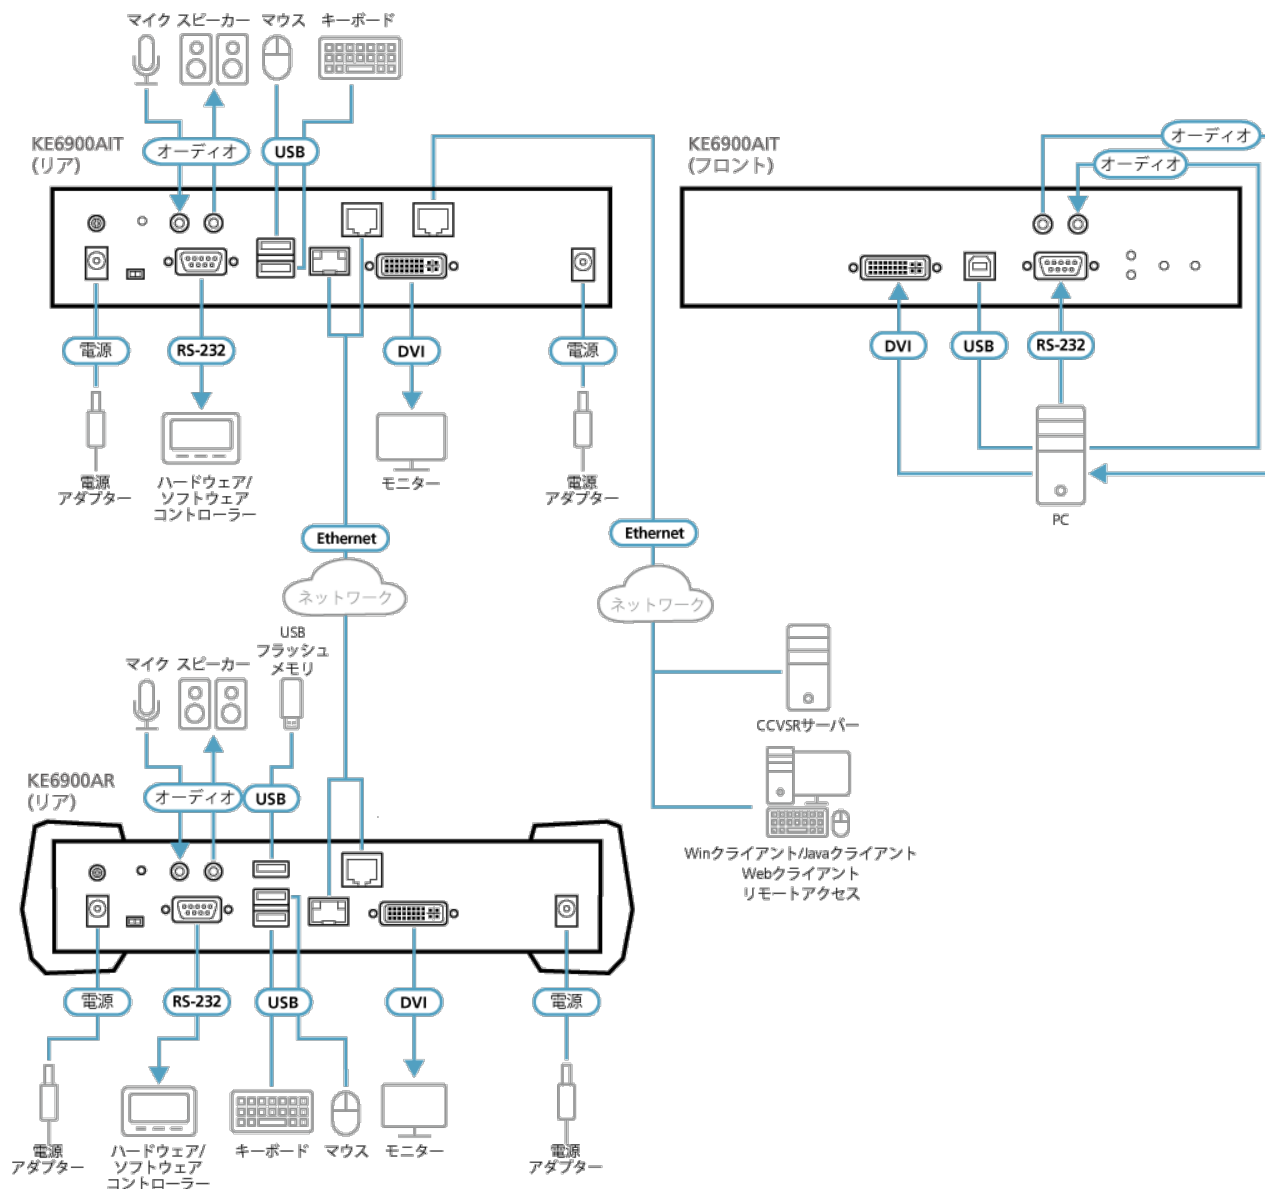 マイク スピーカー マウス キーボード
KE6900AIT
(リア)
オーディオ
USB
KE6900AIT
(フロント)
オーディオ
オーディオ
電源
RS-232
DVI
電源
DVI
USB
RS-232
電源
アダプター
ハードウェア/
ソフトウェア
コントローラー
モニター
電源
アダプター
PC
Ethernet
ネットワーク
Ethernet
ネットワーク
USB
フラッシュ
メモリ
マイク スピーカー
CCVSRサーバー
KE6900AR
(リア)
オーディオ
USB
Winクライアント/Javaクライアント
Webクライアント
リモートアクセス
電源
RS-232
USB
DVI
電源
電源
アダプター
ハードウェア/
ソフトウェア
コントローラー
キーボード
マウス
モニター
電源
アダプター